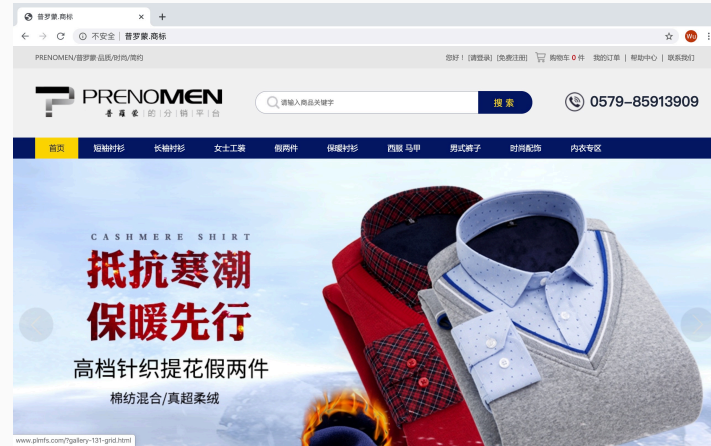 普罗蒙.商标
不安全 | 普罗蒙.商标
Wu
PRENOMEN/普罗蒙 品质/时尚/简约
您好！ [请登录] [免费注册] 购物车 0 件 我的订单 | 帮助中心 | 联系我们
PRENOMEN
普罗蒙 | 的 | 分 | 销 | 平 | 台
请输入商品关键字
搜 索
0579-85913909
首页 短袖衬衫 长袖衬衫 女士工装 假两件 保暖衬衫 西服 马甲 男式裤子 时尚配饰 内衣专区
CASHMERE SHIRT
抵抗寒潮
保暖先行
高档针织提花假两件
棉纺混合/真超柔绒
www.plmfs.com/?gallery-131-grid.html